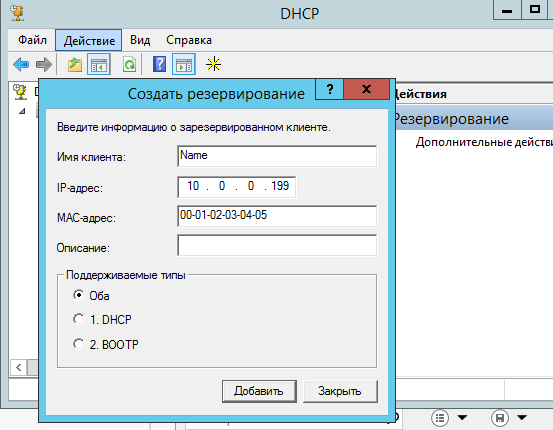 DHCP
Файл Действие Вид Справка
Действия
Создать резервирование ? x
Резервирование
Введите информацию о зарезервированном клиенте.
Дополнительные действ
Имя клиента: Name
IP-адрес: 10 . 0 . 0 . 199
MAC-адрес: 00-01-02-03-04-05
Описание:
Поддерживаемые типы
Оба
1. DHCP
2. BOOTP
Добавить Закрыть